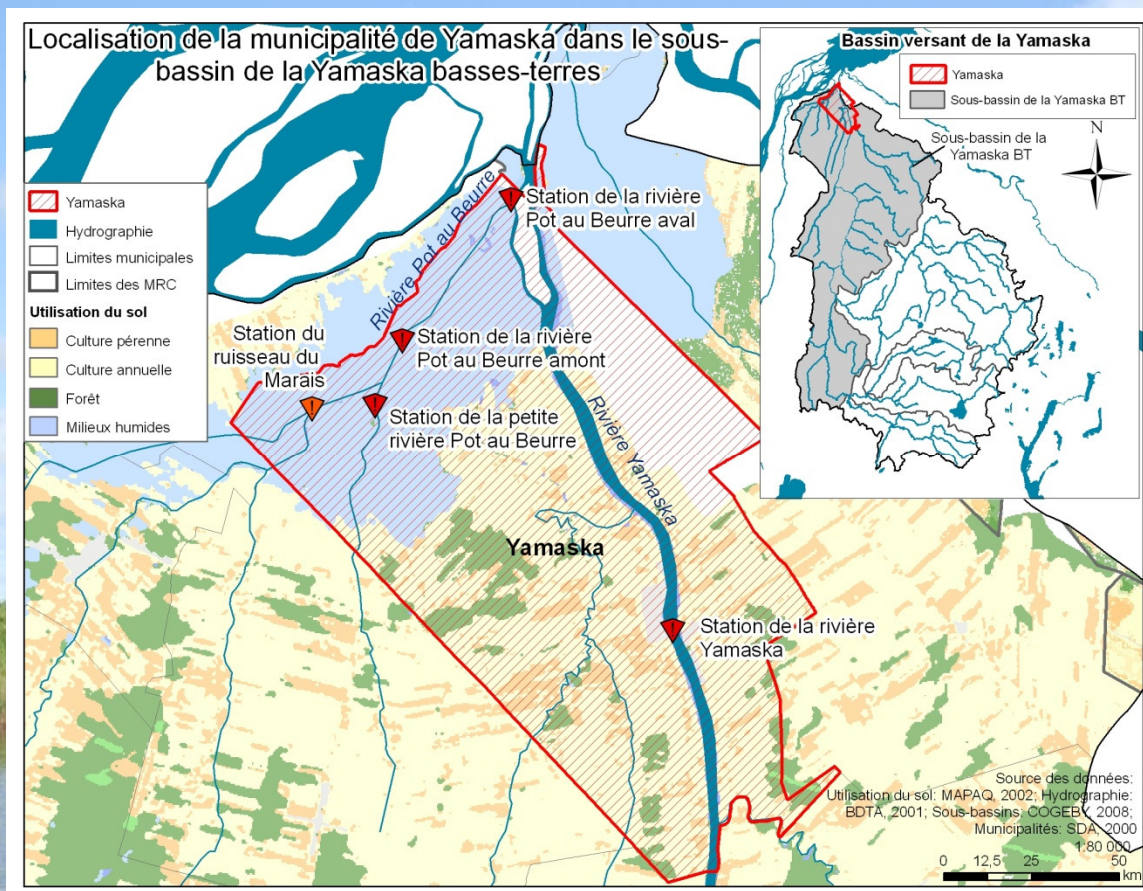 Localisation de la municipalité de Yamaska dans le sous-
bassin de la Yamaska basses-terres
Bassin versant de la Yamaska
Yamaska
Sous-bassin de la Yamaska BT
Sous-bassin de la
Yamaska BT
N
Yamaska
Hydrographie
Limites municipales
Limites des MRC
Utilisation du sol
Culture pérenne
Culture annuelle
Forêt
Milieux humides
Rivière Pot au Beurre
Station de la rivière
Pot au Beurre aval
Station du
ruisseau du
Marais
Station de la rivière
Pot au Beurre amont
Station de la petite
rivière Pot au Beurre
Rivière Yamaska
Yamaska
Station de la rivière
Yamaska
Source des données:
Utilisation du sol: MAPAQ, 2002; Hydrographie:
BDTA, 2001; Sous-bassins: COGEBY, 2008;
Municipalités: SDA, 2000
1:80 000
0 12,5 25 50
km